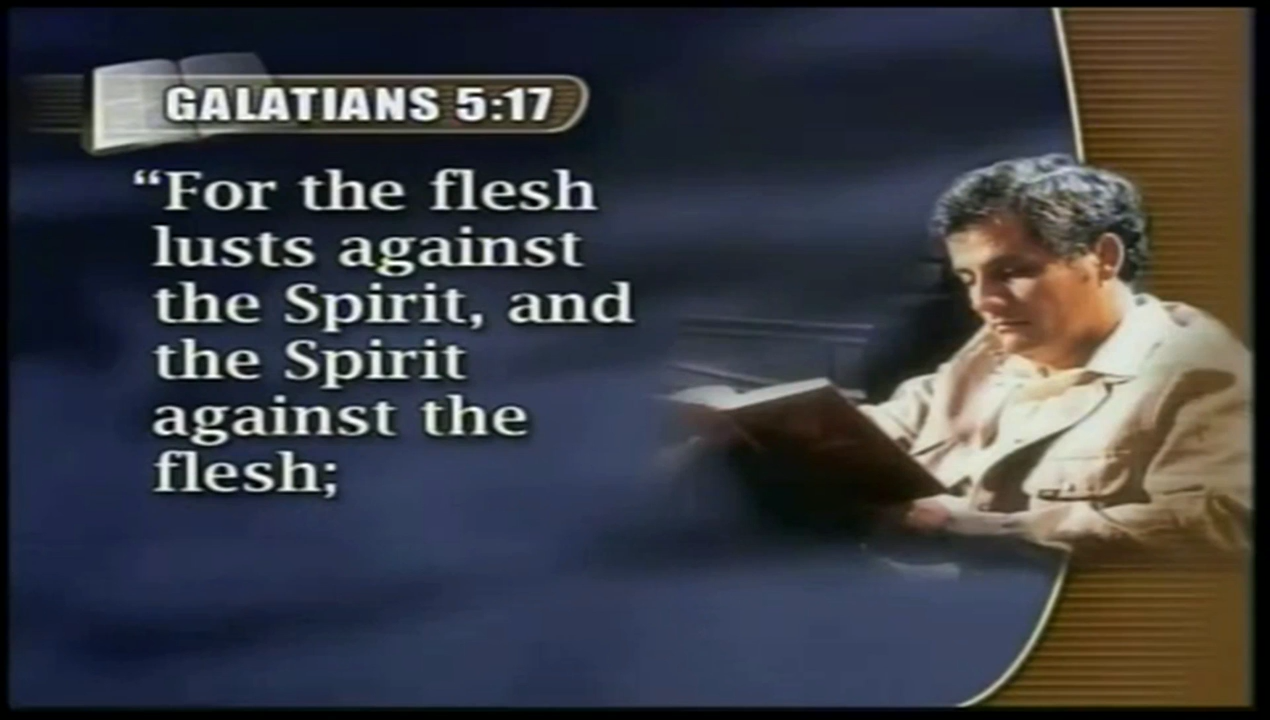 GALATIANS 5:17
“For the flesh
lusts against
the Spirit, and
the Spirit
against the
flesh;